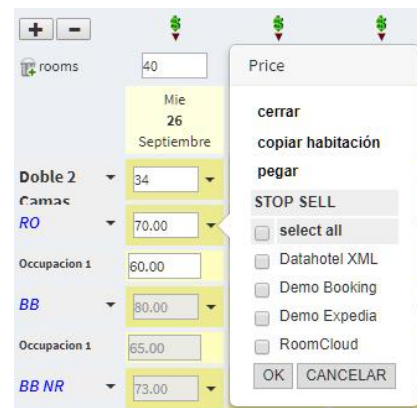 + -
rooms 40
Mie
26
Septiembre
Doble 2
Camas
34
RO 70.00
Occupacion 1 60.00
BB 80.00
Occupacion 1 65.00
BB NR 73.00
Price
cerrar
copiar habitación
pegar
STOP SELL
select all
Datahotel XML
Demo Booking
Demo Expedia
RoomCloud
OK CANCELAR